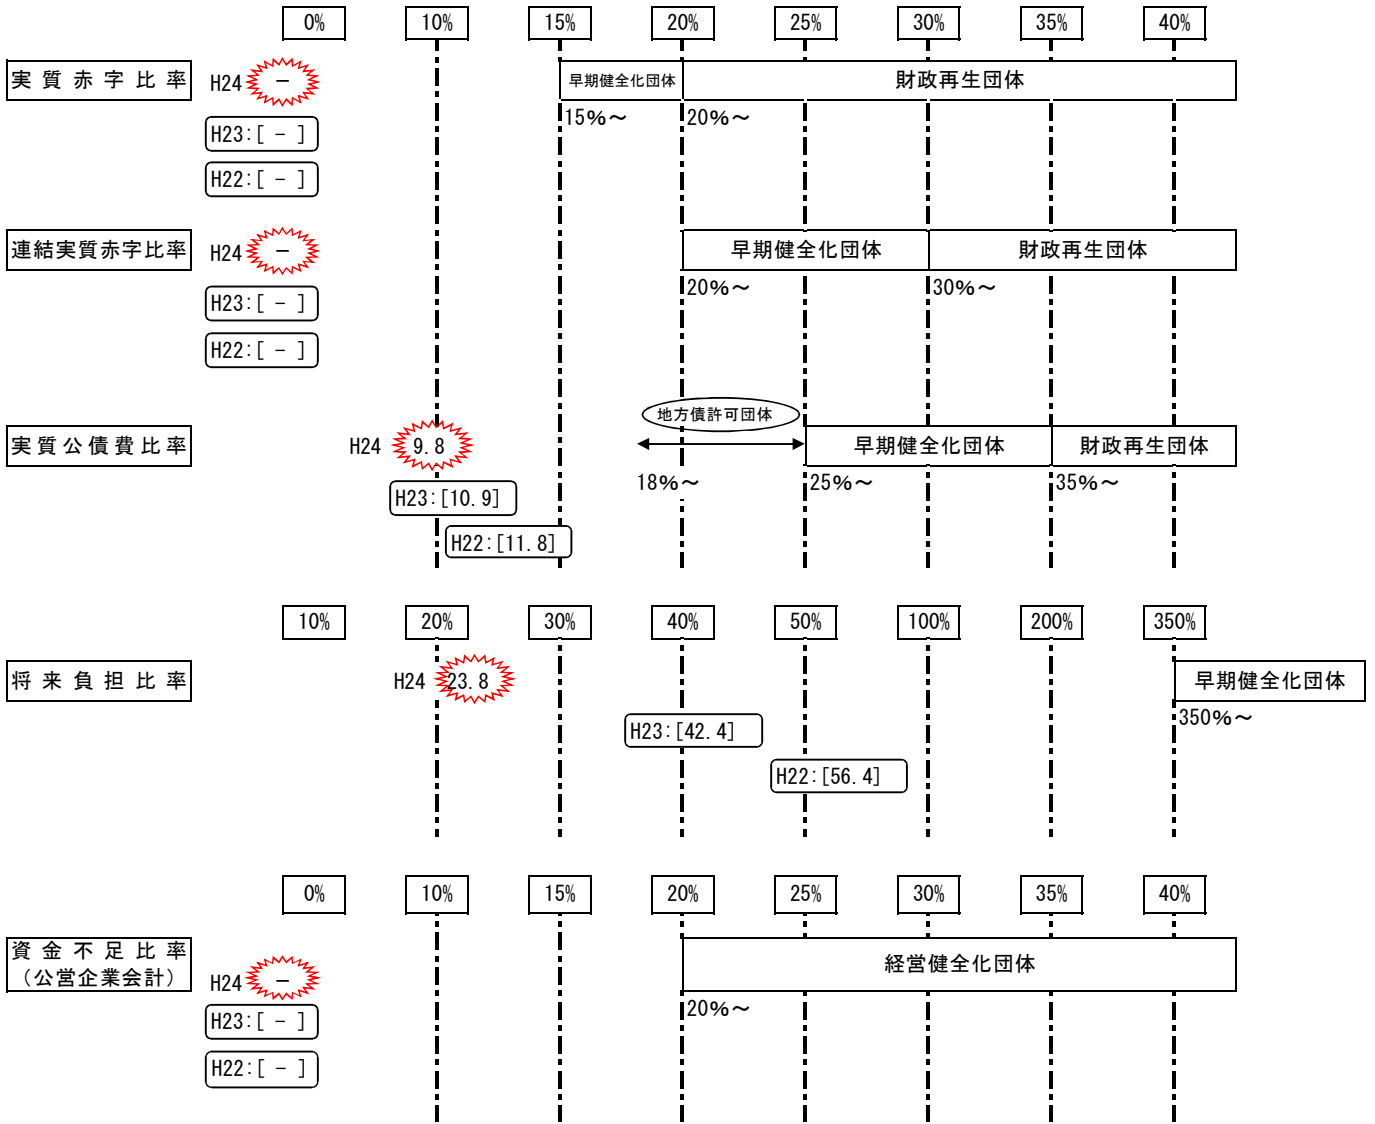 0% 10% 15% 20% 25% 30% 35% 40%
実質赤字比率 H24 － 早期健全化団体 財政再生団体
15%～ 20%～
H23:[ － ]
H22:[ － ]
連結実質赤字比率 H24 － 早期健全化団体 財政再生団体
20%～ 30%～
H23:[ － ]
H22:[ － ]
地方債許可団体
実質公債費比率 H24 9.8 早期健全化団体 財政再生団体
18%～ 25%～ 35%～
H23:[10.9]
H22:[11.8]
10% 20% 30% 40% 50% 100% 200% 350%
将来負担比率 H24 23.8 早期健全化団体
350%～
H23:[42.4]
H22:[56.4]
0% 10% 15% 20% 25% 30% 35% 40%
資金不足比率
（公営企業会計） H24 － 経営健全化団体
20%～
H23:[ － ]
H22:[ － ]